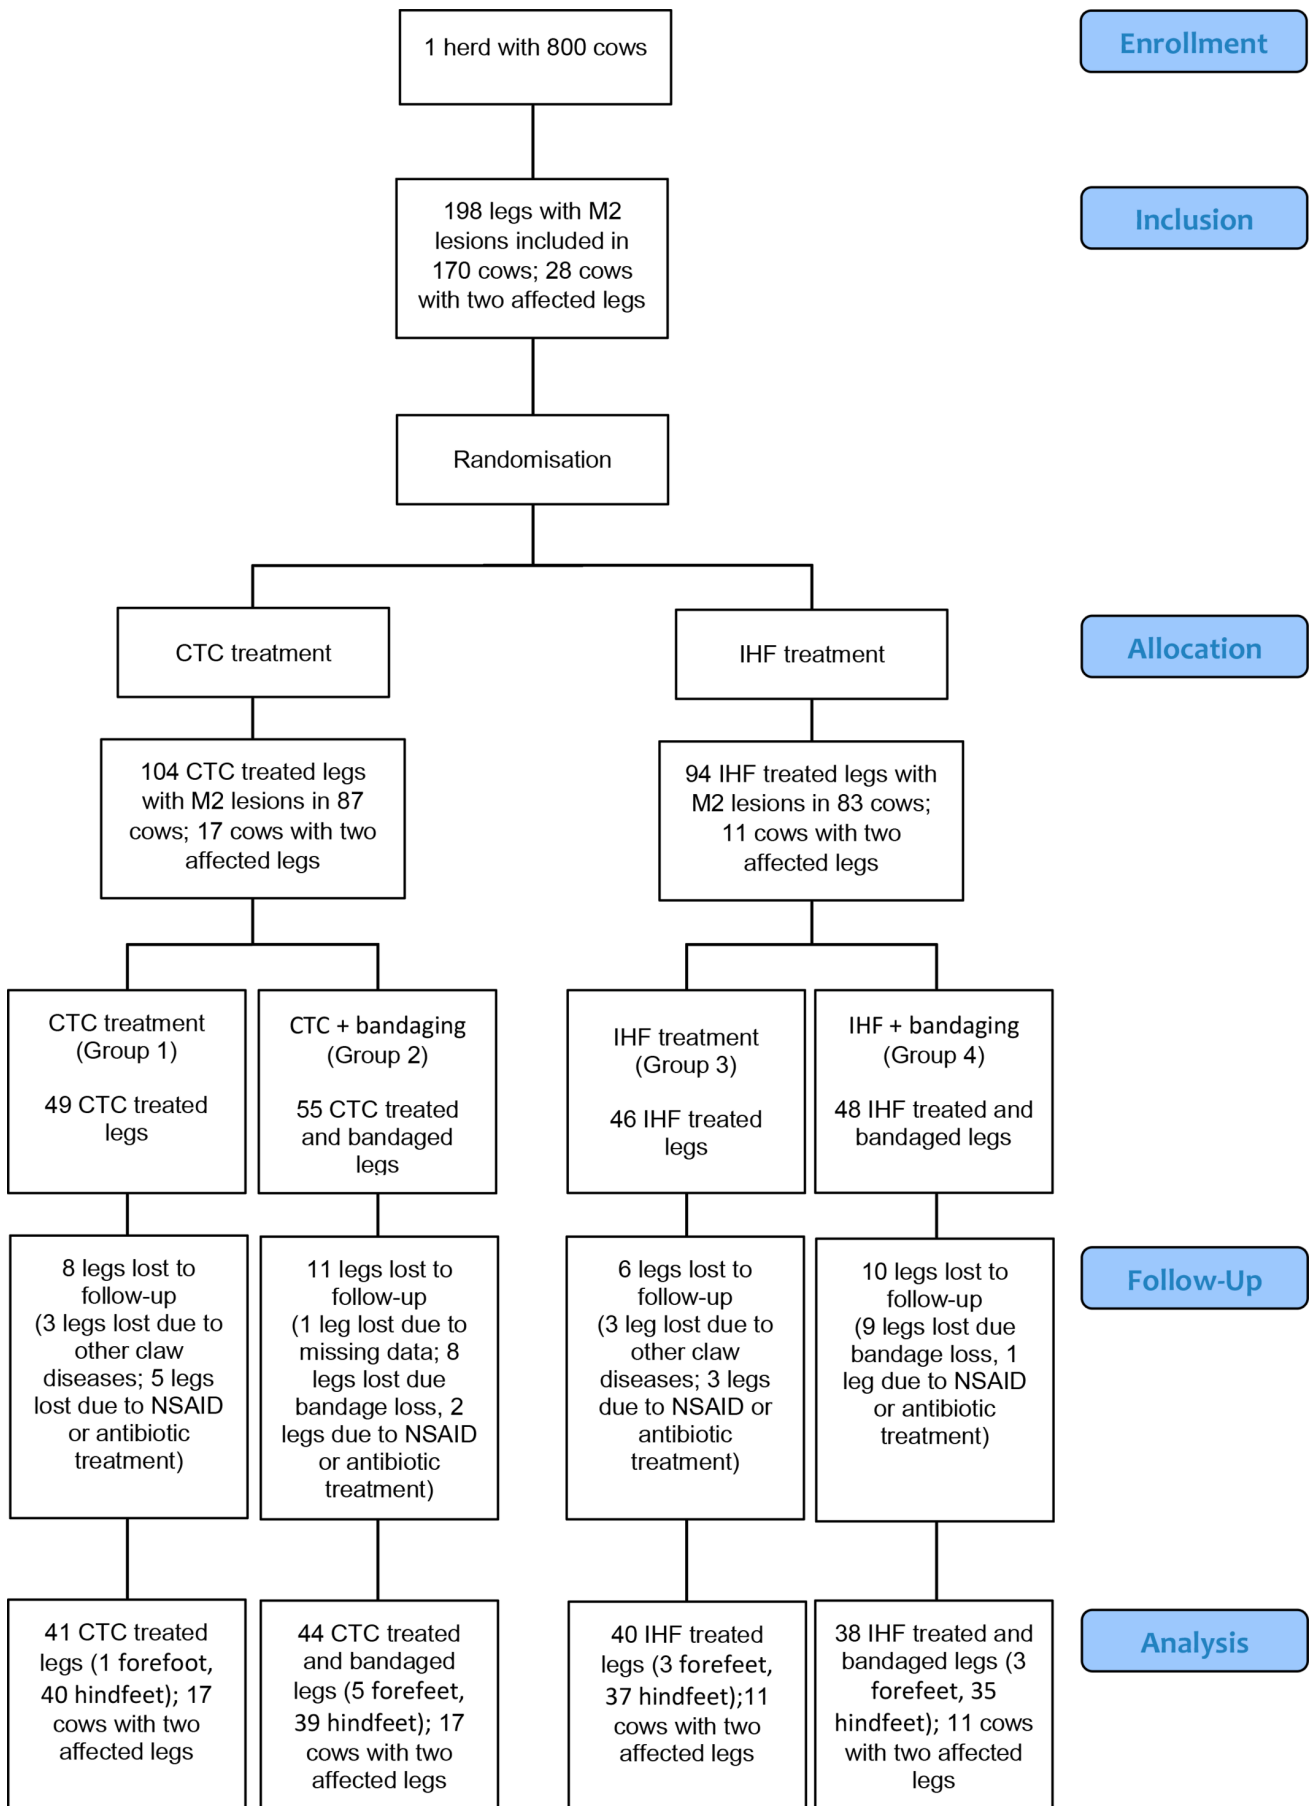 1 herd with 800 cows
Enrollment
198 legs with M2
lesions included in
170 cows; 28 cows
with two affected legs
Inclusion
Randomisation
CTC treatment
IHF treatment
Allocation
104 CTC treated legs
with M2 lesions in 87
cows; 17 cows with two
affected legs
94 IHF treated legs with
M2 lesions in 83 cows;
11 cows with two
affected legs
CTC treatment
(Group 1)
49 CTC treated
legs
CTC + bandaging
(Group 2)
55 CTC treated
and bandaged
legs
IHF treatment
(Group 3)
46 IHF treated
legs
IHF + bandaging
(Group 4)
48 IHF treated and
bandaged legs
8 legs lost to
follow-up
(3 legs lost due to
other claw
diseases; 5 legs
lost due to NSAID
or antibiotic
treatment)
11 legs lost to
follow-up
(1 leg lost due to
missing data; 8
legs lost due
bandage loss, 2
legs due to NSAID
or antibiotic
treatment)
6 legs lost to
follow-up
(3 leg lost due to
other claw
diseases; 3 legs
due to NSAID or
antibiotic
treatment)
10 legs lost to
follow-up
(9 legs lost due
bandage loss, 1
leg due to NSAID
or antibiotic
treatment)
Follow-Up
41 CTC treated
legs (1 forefoot,
40 hindfeet); 17
cows with two
affected legs
44 CTC treated
and bandaged
legs (5 forefeet,
39 hindfeet); 17
cows with two
affected legs
40 IHF treated
legs (3 forefeet,
37 hindfeet);11
cows with two
affected legs
38 IHF treated and
bandaged legs (3
forefeet, 35
hindfeet); 11 cows
with two affected
legs
Analysis